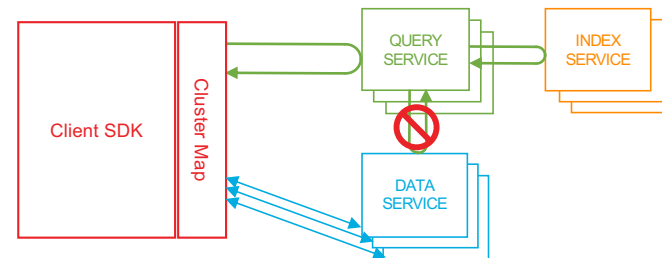 Client SDK
Cluster Map
QUERY
SERVICE
INDEX
SERVICE
DATA
SERVICE